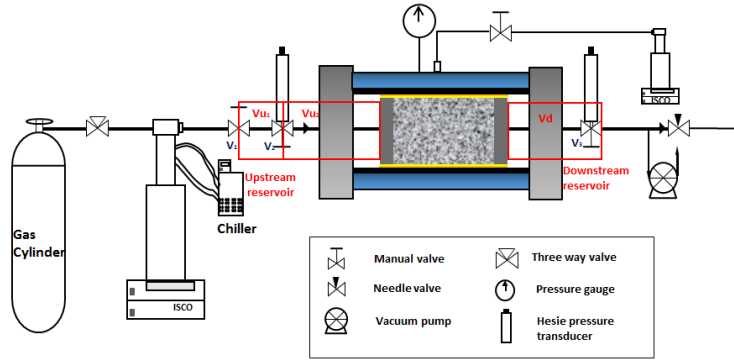 ISCO
Vu₁
Vu₂
Vd
V₁
V₂
V₃
Upstream
reservoir
Downstream
reservoir
Gas
Cylinder
Chiller
ISCO
Manual valve
Three way valve
Needle valve
Pressure gauge
Vacuum pump
Hesie pressure
transducer